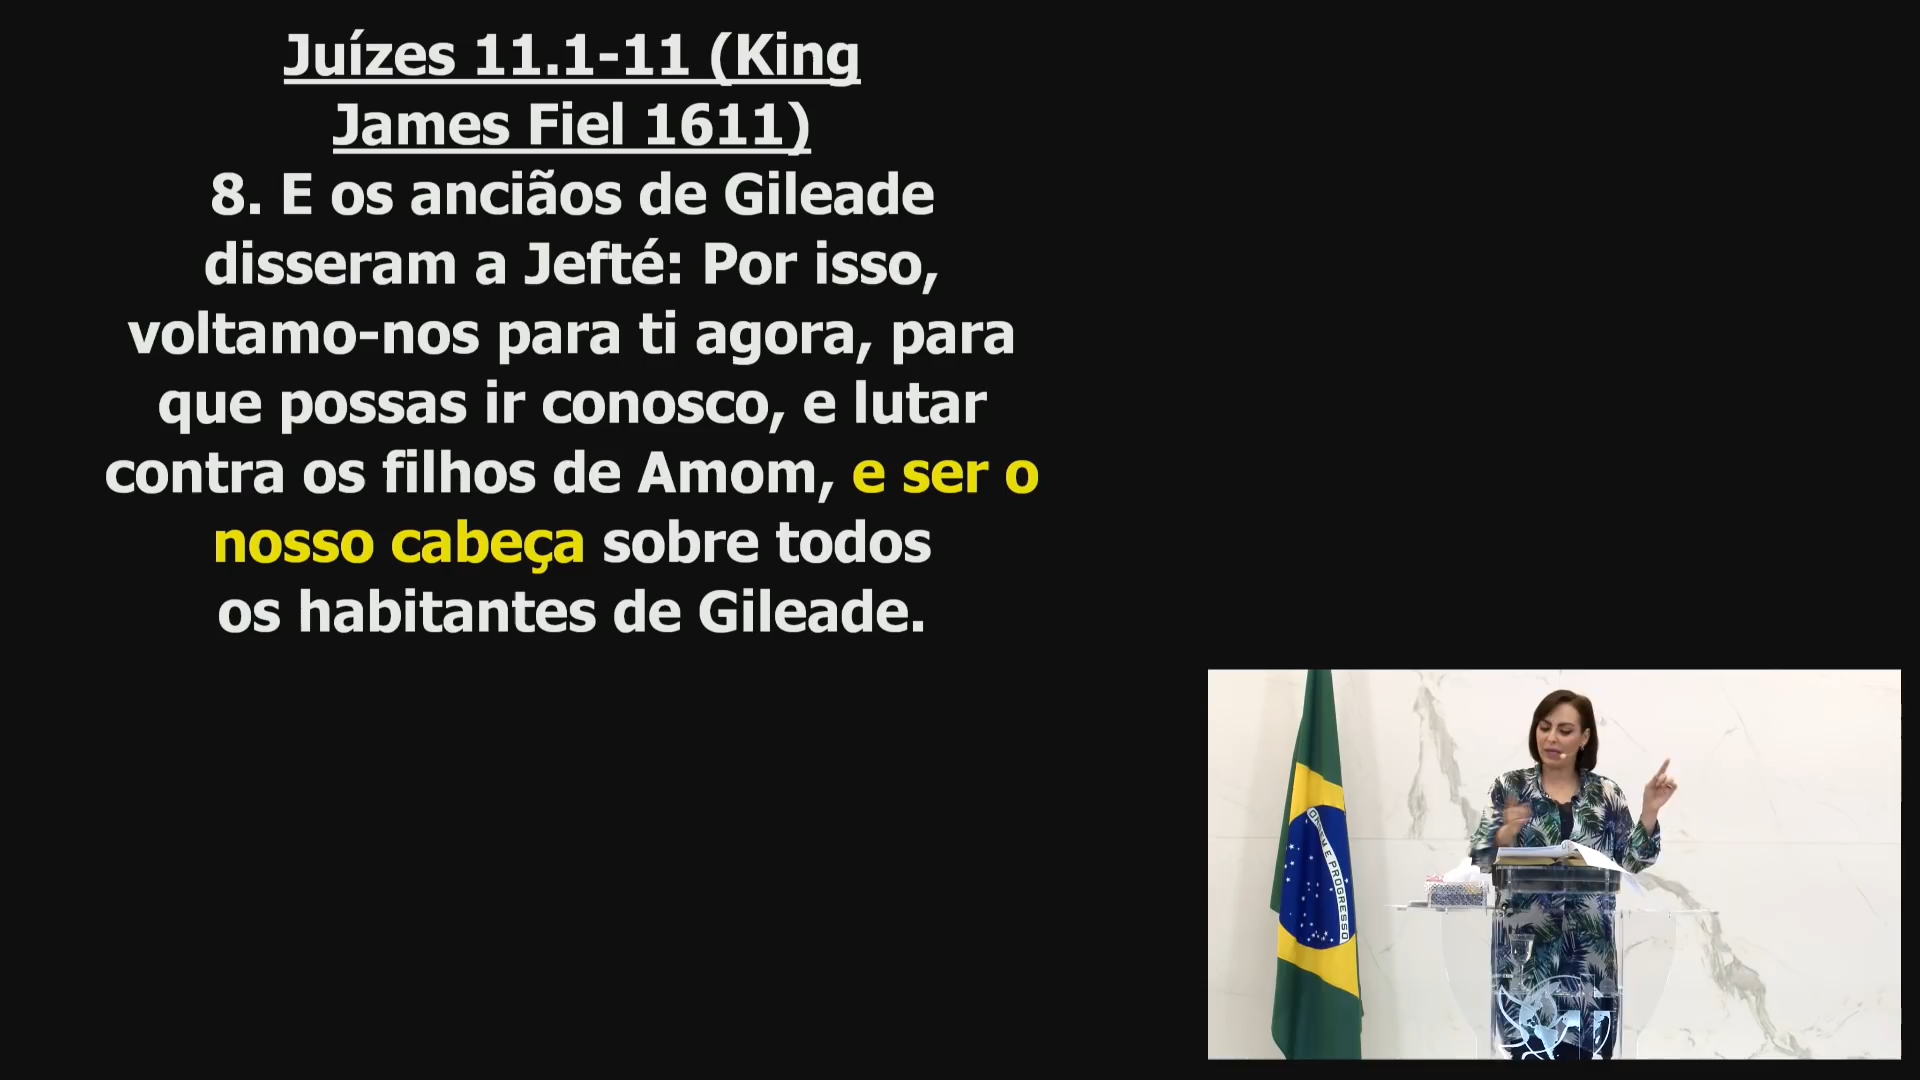 Juízes 11.1-11 (King
James Fiel 1611)
8. E os anciãos de Gileade
disseram a Jefté: Por isso,
voltamo-nos para ti agora, para
que possas ir conosco, e lutar
contra os filhos de Amom, e ser o
nosso cabeça sobre todos
os habitantes de Gileade.
ORDEM E PROGRESSO